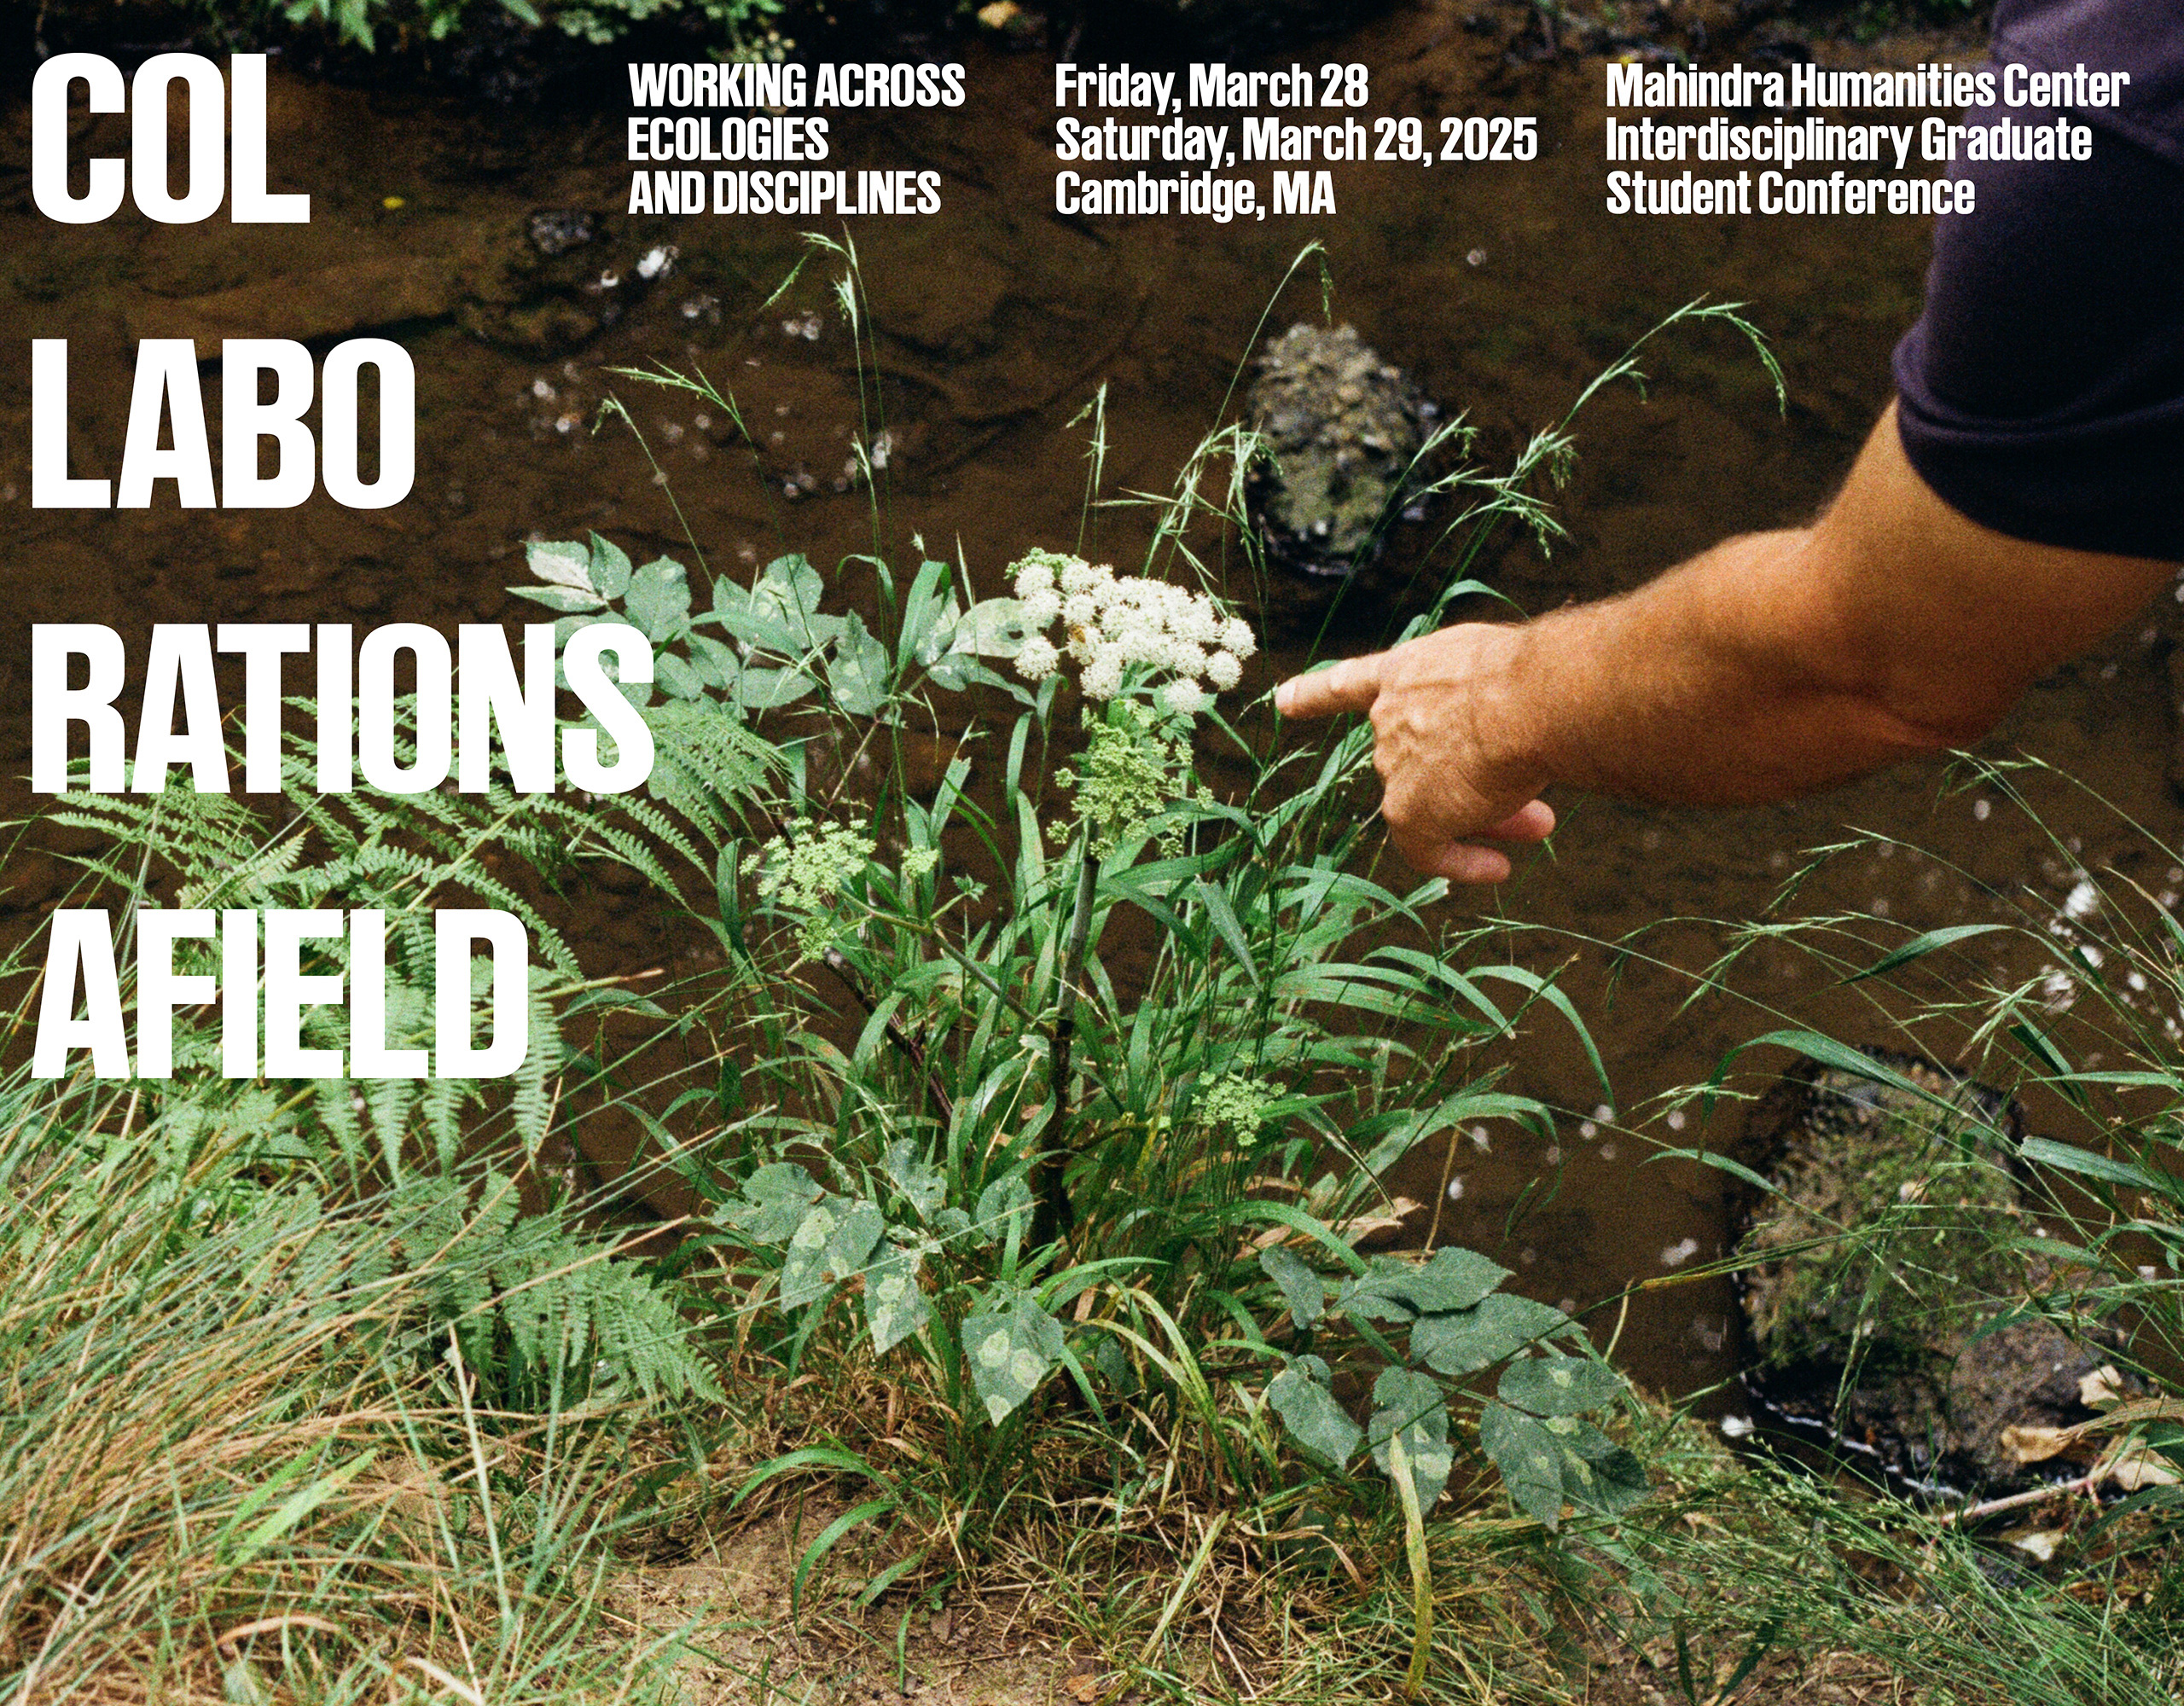 COL
LABO
RATIONS
AFIELD
WORKING ACROSS
ECOLOGIES
AND DISCIPLINES
Friday, March 28
Saturday, March 29, 2025
Cambridge, MA
Mahindra Humanities Center
Interdisciplinary Graduate
Student Conference